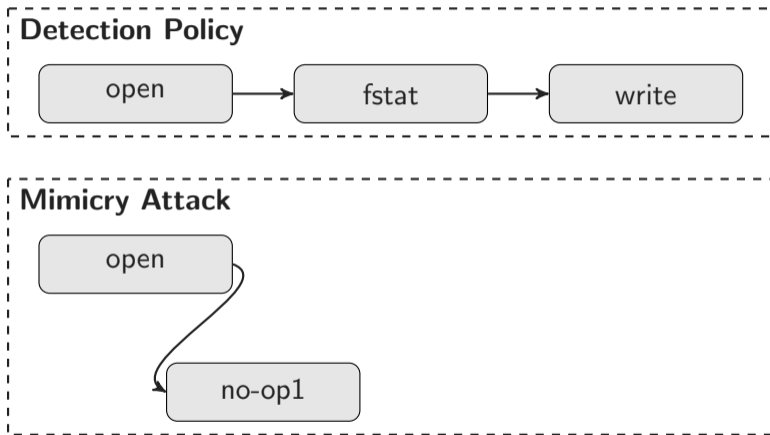 Detection Policy
open
fstat
write
Mimicry Attack
open
no-op1